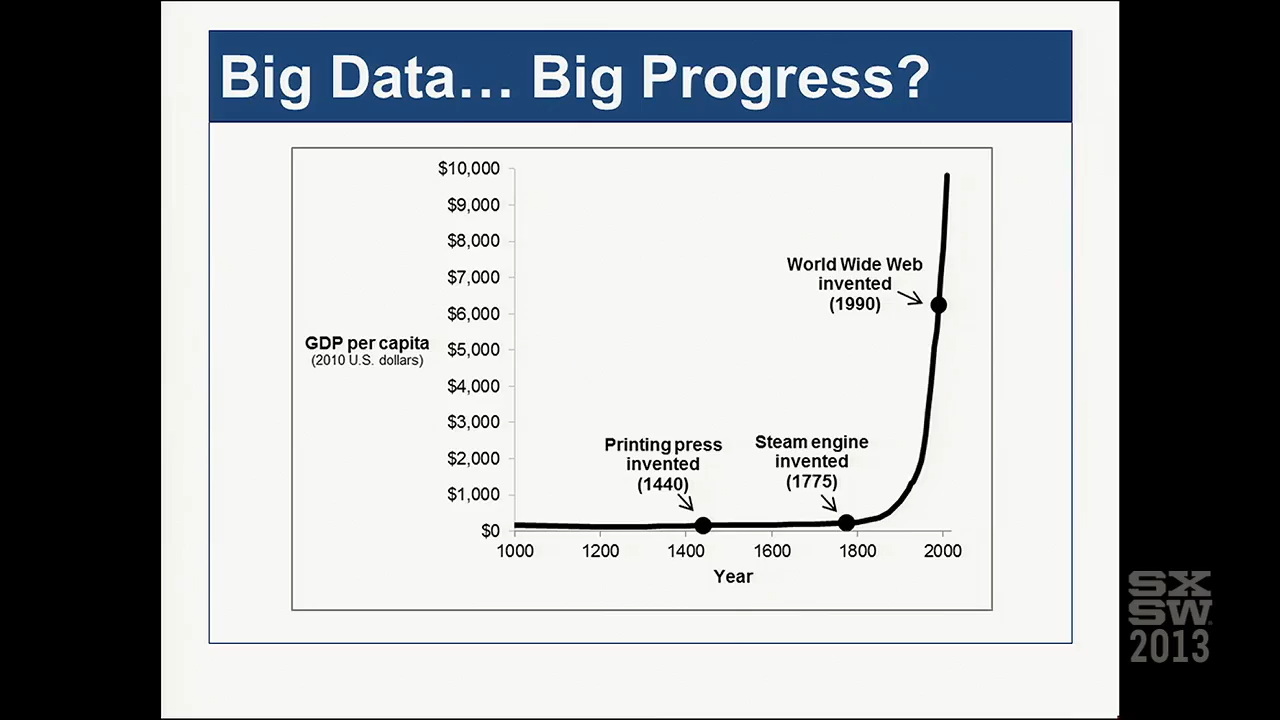 Big Data... Big Progress?
$10,000
$9,000
$8,000
$7,000
$6,000
$5,000
$4,000
$3,000
$2,000
$1,000
$0
GDP per capita
(2010 U.S. dollars)
World Wide Web
invented
(1990)
Printing press
invented
(1440)
Steam engine
invented
(1775)
1000 1200 1400 1600 1800 2000
Year
SX
SW.
2013